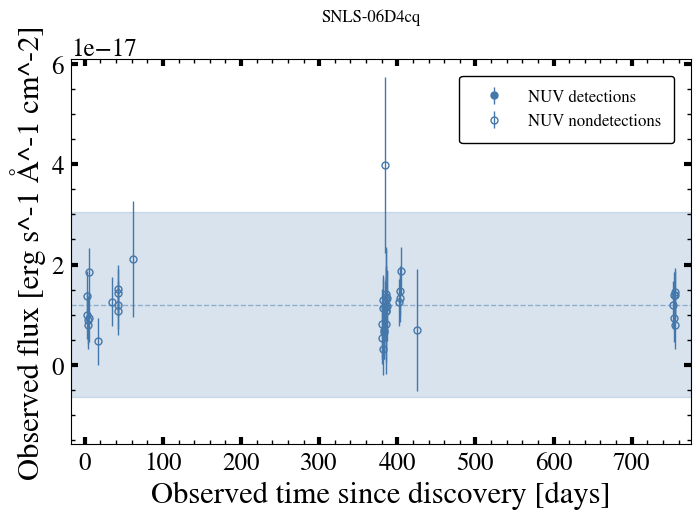 SNLS-06D4cq
1e−17
6
4
2
0
Observed flux [erg s^-1 Å^-1 cm^-2]
NUV detections
NUV nondetections
0 100 200 300 400 500 600 700
Observed time since discovery [days]